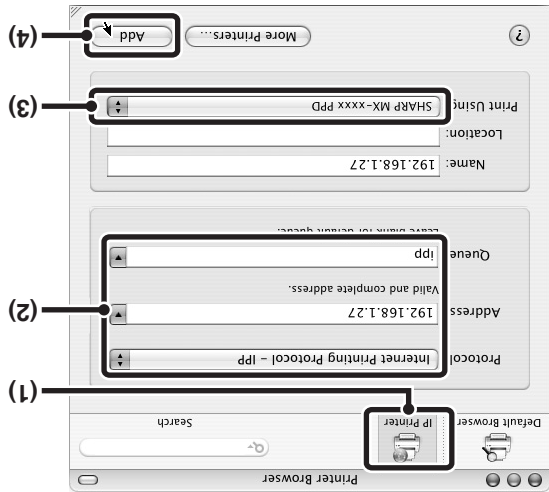 Printer Browser
Default Browser
IP Printer
Search
(1)
Protocol
Internet Printing Protocol - IPP
Address
192.168.1.27
(2)
Valid and complete address.
Queue
ipp
Leave blank for default queue.
Name:
192.168.1.27
Location:
Print Using
SHARP MX-xxxx PPD
(3)
?
More Printers...
Add
(4)